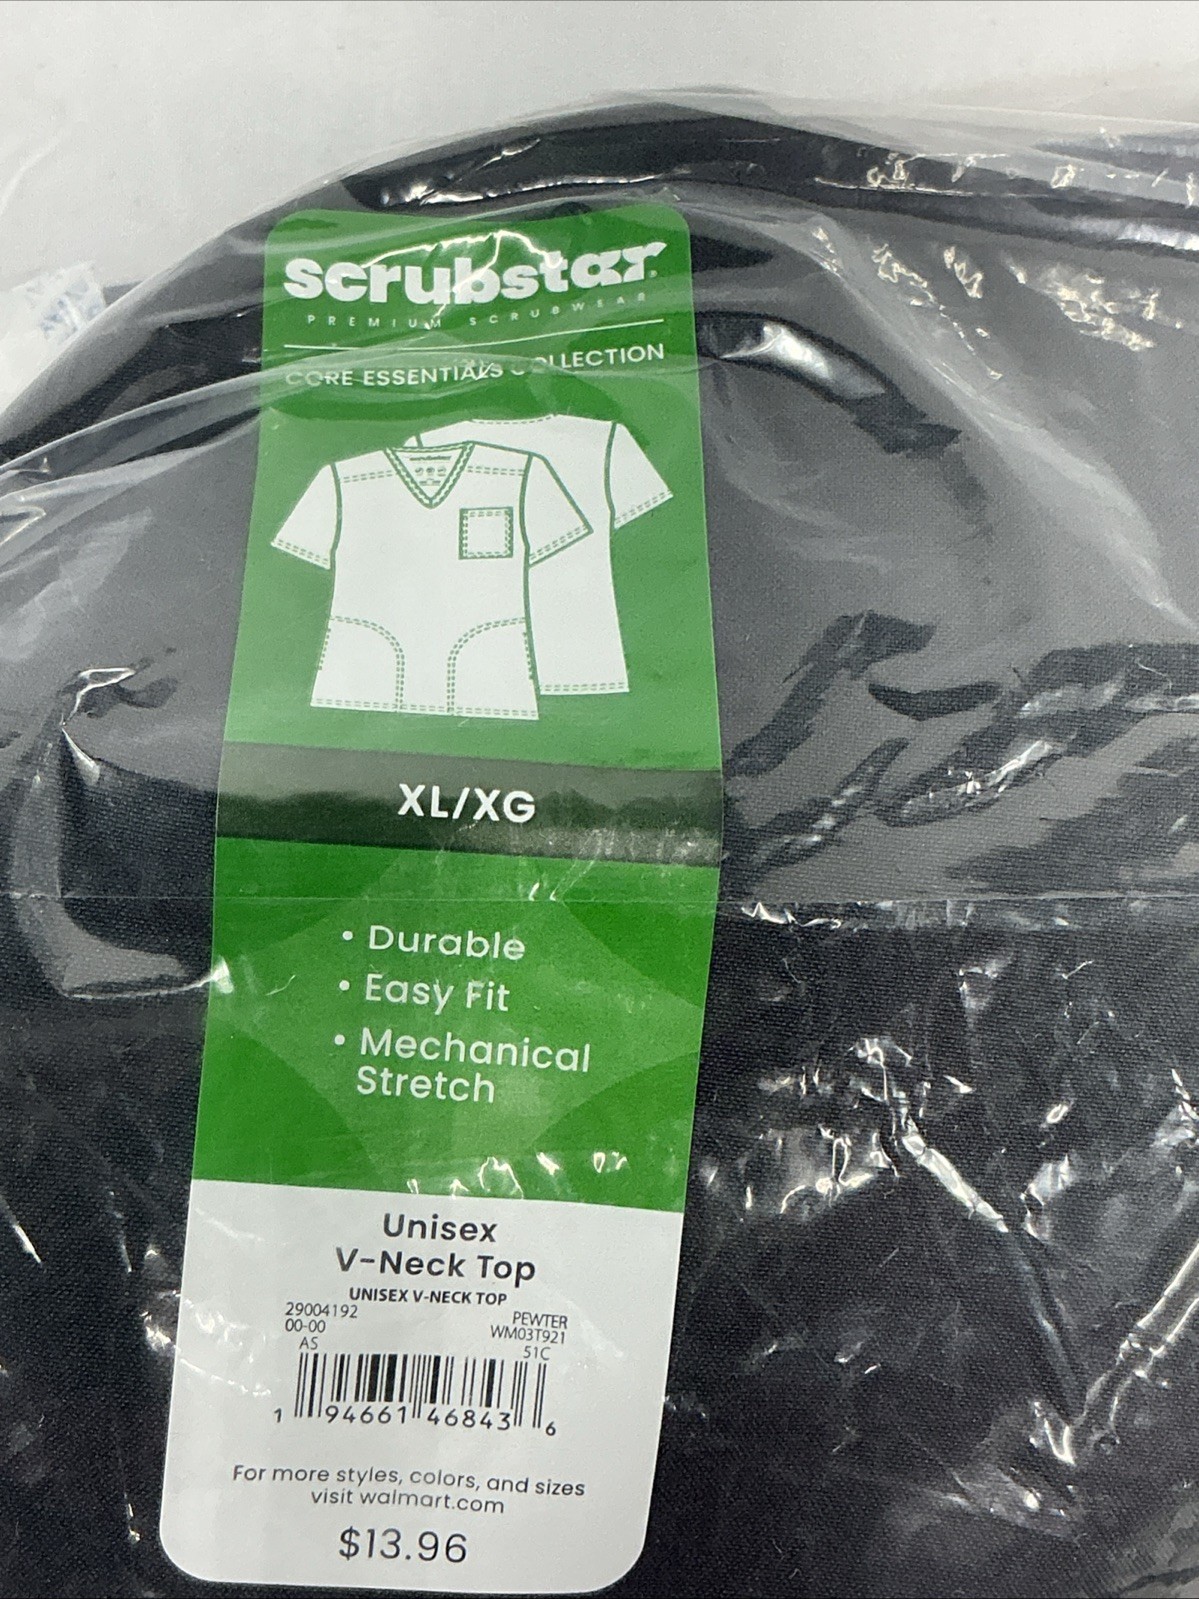 scrubstar
PREMIUM SCRUBWEAR
CORE ESSENTIALS COLLECTION
scrubstar
XL/XG
• Durable
• Easy Fit
• Mechanical
Stretch
Unisex
V-Neck Top
UNISEX V-NECK TOP
29004192 PEWTER
00-00 WM03T921
AS 51C
1 94661 46843 6
For more styles, colors, and sizes
visit walmart.com
$13.96